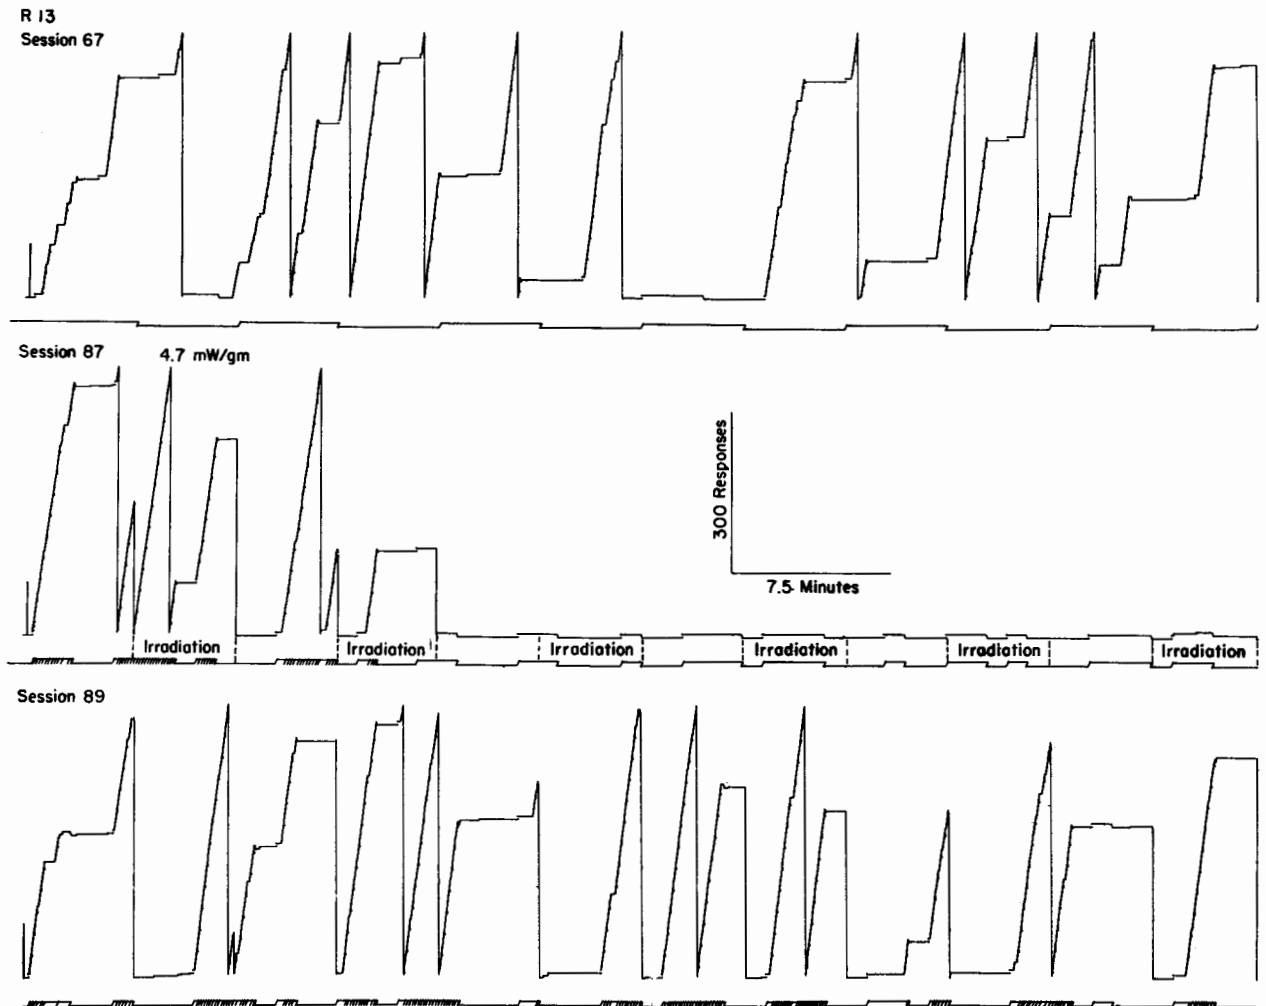 R 13
Session 67
Session 87
4.7 mW/gm
300 Responses
7.5 Minutes
Irradiation
Irradiation
Irradiation
Irradiation
Irradiation
Irradiation
Session 89